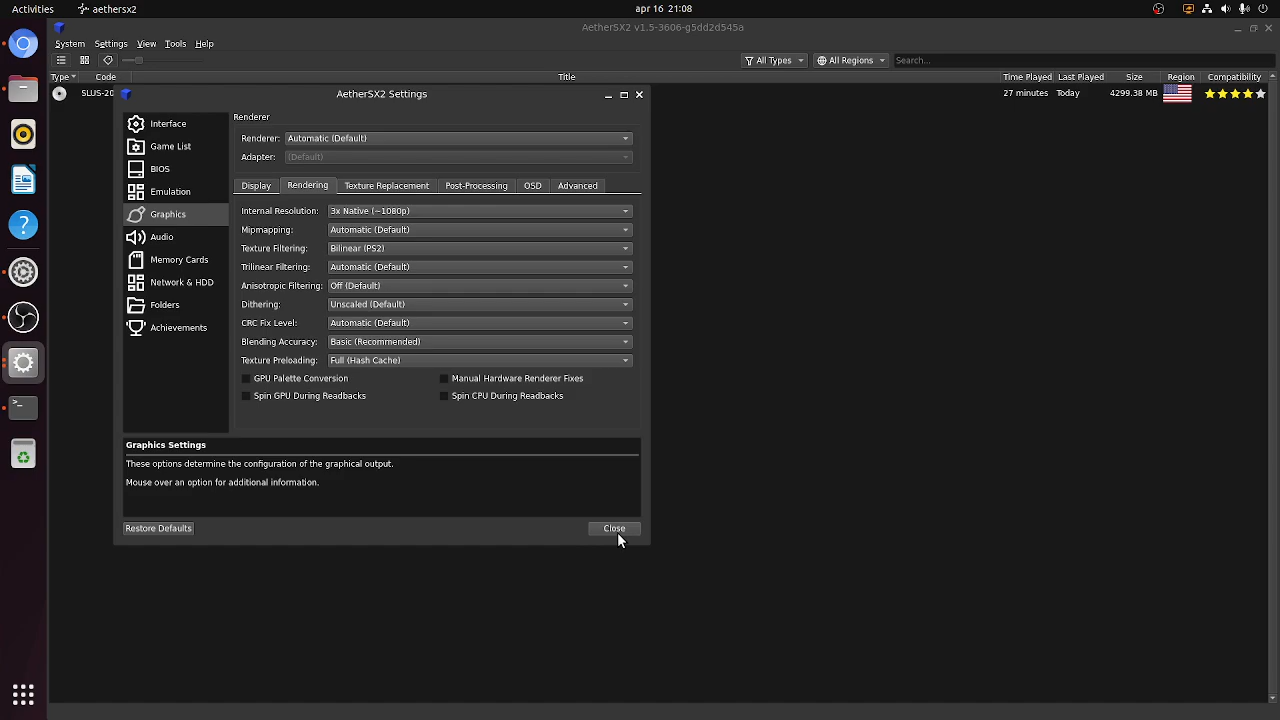 Activities
aethersx2
apr 16 21:08
AetherSX2 v1.5-3606-g5dd2d545a
System Settings View Tools Help
All Types All Regions Search...
Type Code Title Time Played Last Played Size Region Compatibility
SLUS-20 27 minutes Today 4299.38 MB
AetherSX2 Settings
Interface
Game List
BIOS
Emulation
Graphics
Audio
Memory Cards
Network & HDD
Folders
Achievements
Renderer
Renderer: Automatic (Default)
Adapter: (Default)
Display Rendering Texture Replacement Post-Processing OSD Advanced
Internal Resolution: 3x Native (~1080p)
Mipmapping: Automatic (Default)
Texture Filtering: Bilinear (PS2)
Trilinear Filtering: Automatic (Default)
Anisotropic Filtering: Off (Default)
Dithering: Unscaled (Default)
CRC Fix Level: Automatic (Default)
Blending Accuracy: Basic (Recommended)
Texture Preloading: Full (Hash Cache)
GPU Palette Conversion Manual Hardware Renderer Fixes
Spin GPU During Readbacks Spin CPU During Readbacks
Graphics Settings
These options determine the configuration of the graphical output.
Mouse over an option for additional information.
Restore Defaults Close